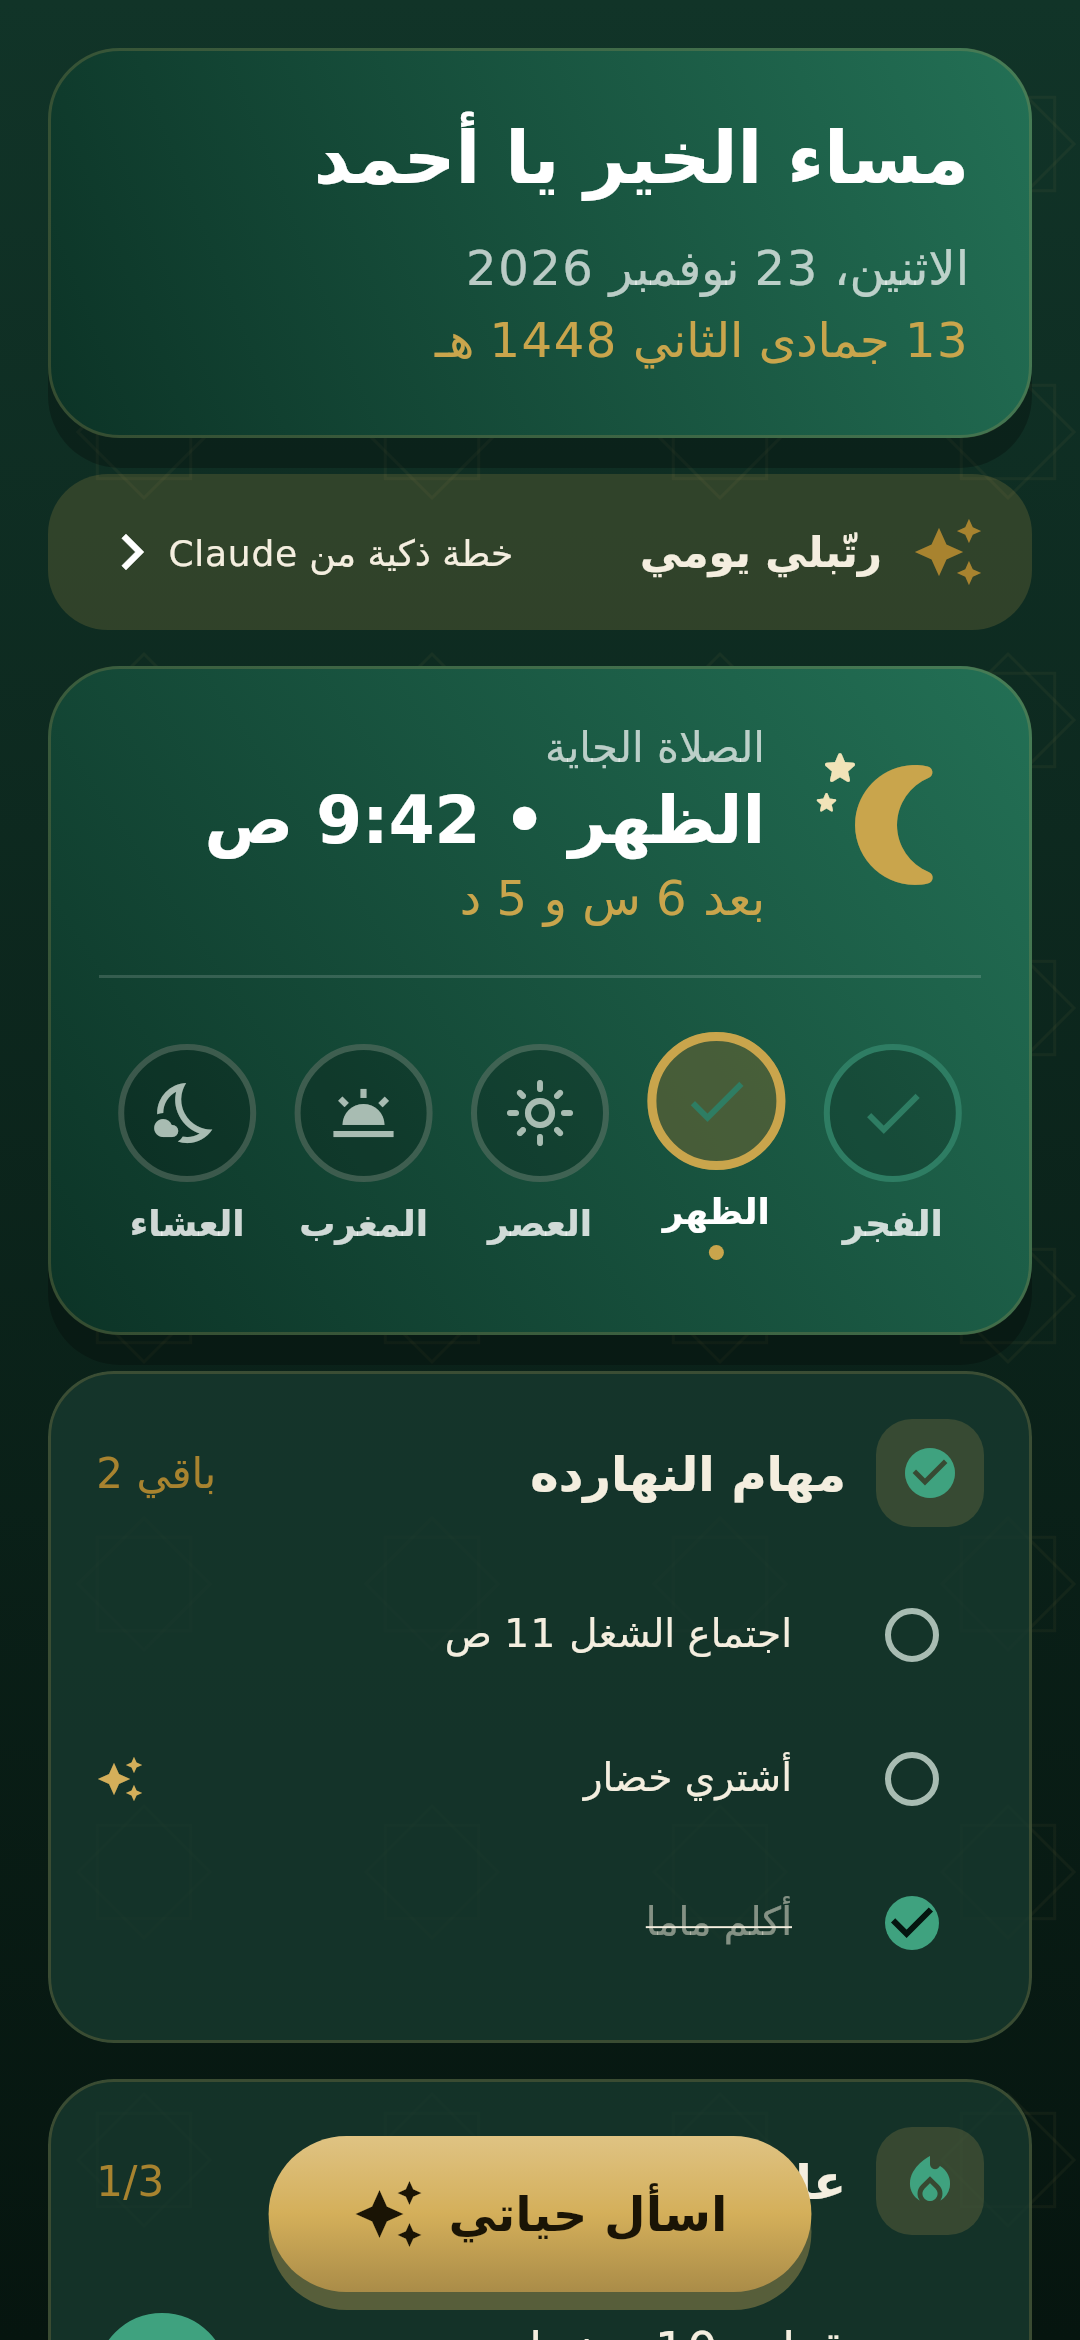 مساء الخير يا أحمد
الاثنين، 23 نوفمبر 2026
13 جمادى الثاني 1448 هـ
رتّبلي يومي
خطة ذكية من Claude
الصلاة الجاية
الظهر • 9:42 ص
بعد 6 س و 5 د
الفجر
الظهر
العصر
المغرب
العشاء
مهام النهارده
باقي 2
اجتماع الشغل 11 ص
أشتري خضار
أكلم ماما
1/3
اسأل حياتي